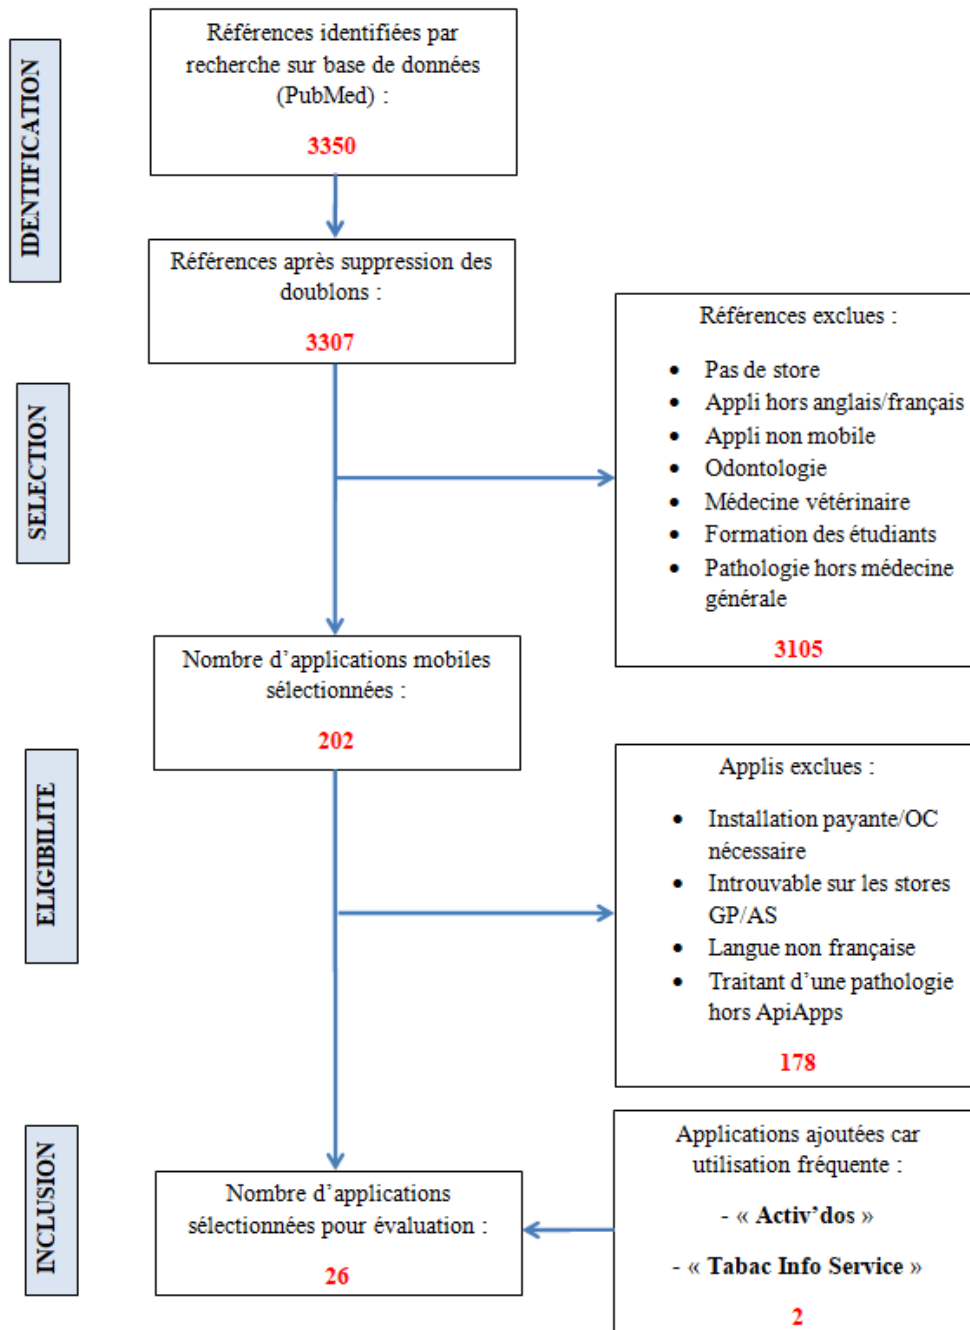 IDENTIFICATION
Références identifiées par
recherche sur base de données
(PubMed) :
3350
Références après suppression des
doublons :
3307
SELECTION
Références exclues :
• Pas de store
• Appli hors anglais/français
• Appli non mobile
• Odontologie
• Médecine vétérinaire
• Formation des étudiants
• Pathologie hors médecine
générale
3105
Nombre d’applications mobiles
sélectionnées :
202
ELIGIBILITE
Applis exclues :
• Installation payante/OC
nécessaire
• Introuvable sur les stores
GP/AS
• Langue non française
• Traitant d’une pathologie
hors ApiApps
178
INCLUSION
Nombre d’applications
sélectionnées pour évaluation :
26
Applications ajoutées car
utilisation fréquente :
- « Activ’dos »
- « Tabac Info Service »
2